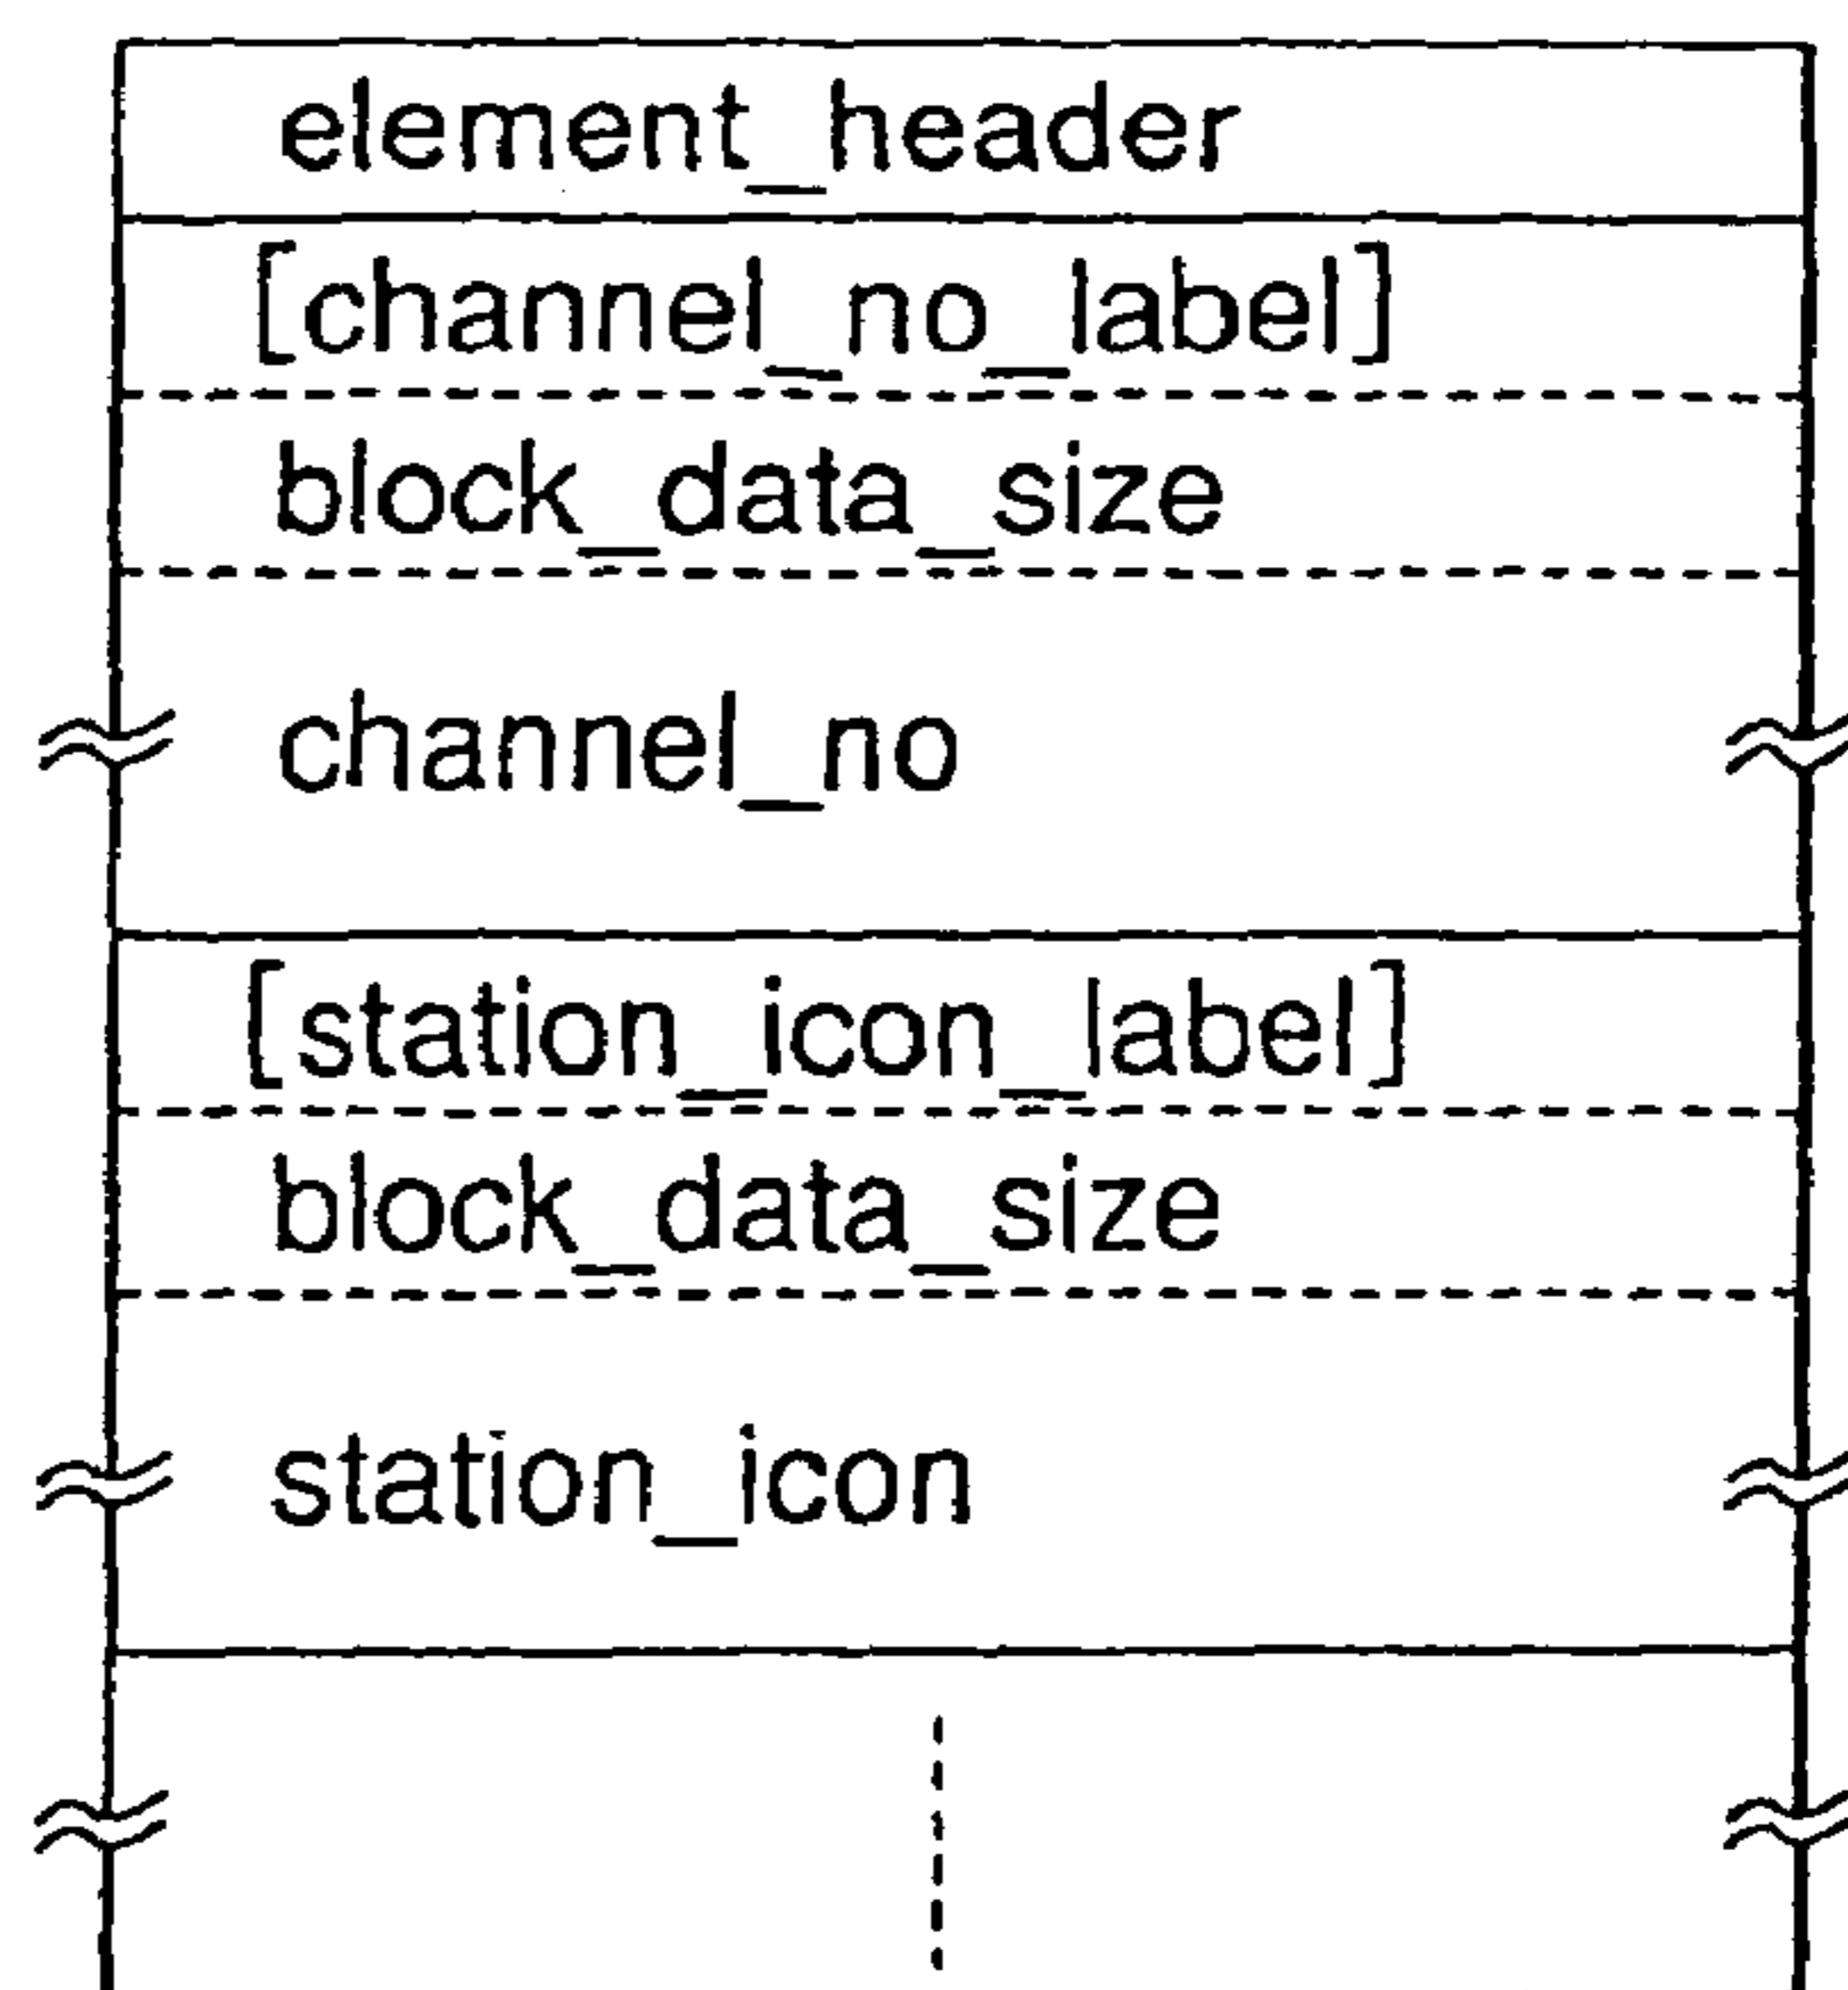 element_header
[channel_no_label]
block_data_size
channel_no
[station_icon_label]
block_data_size
station_icon